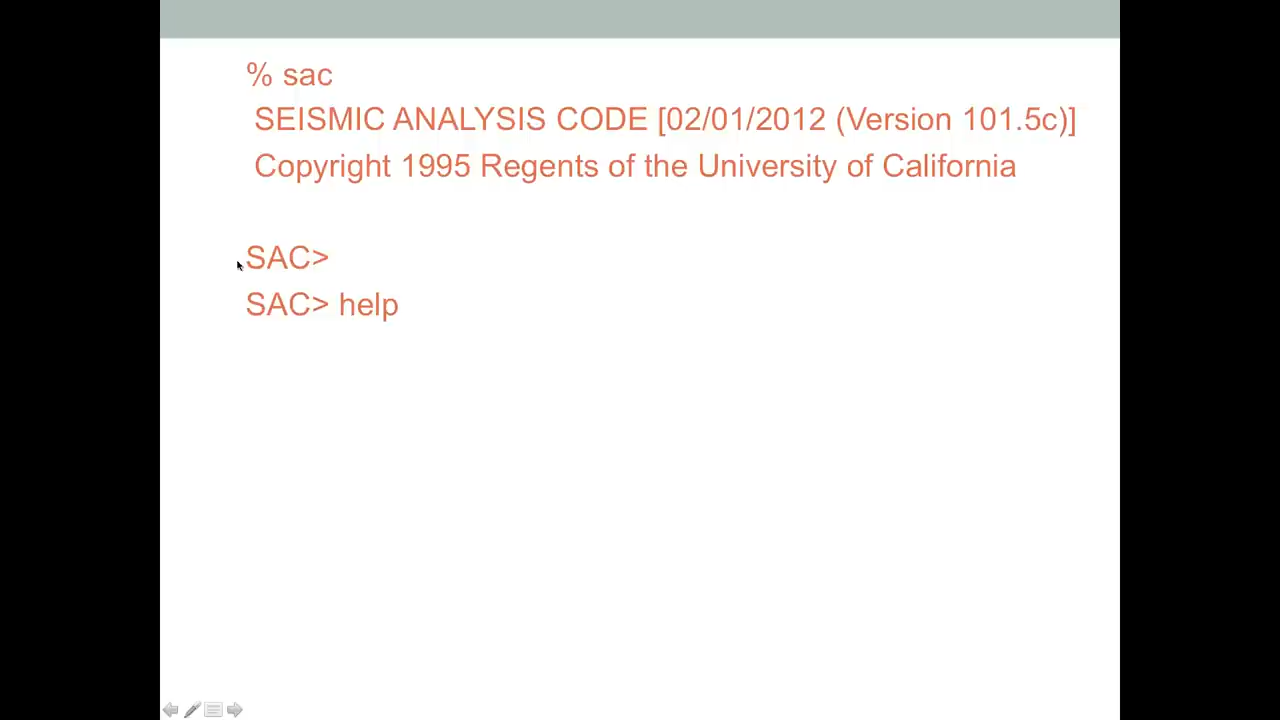 % sac
SEISMIC ANALYSIS CODE [02/01/2012 (Version 101.5c)]
Copyright 1995 Regents of the University of California
SAC>
SAC> help